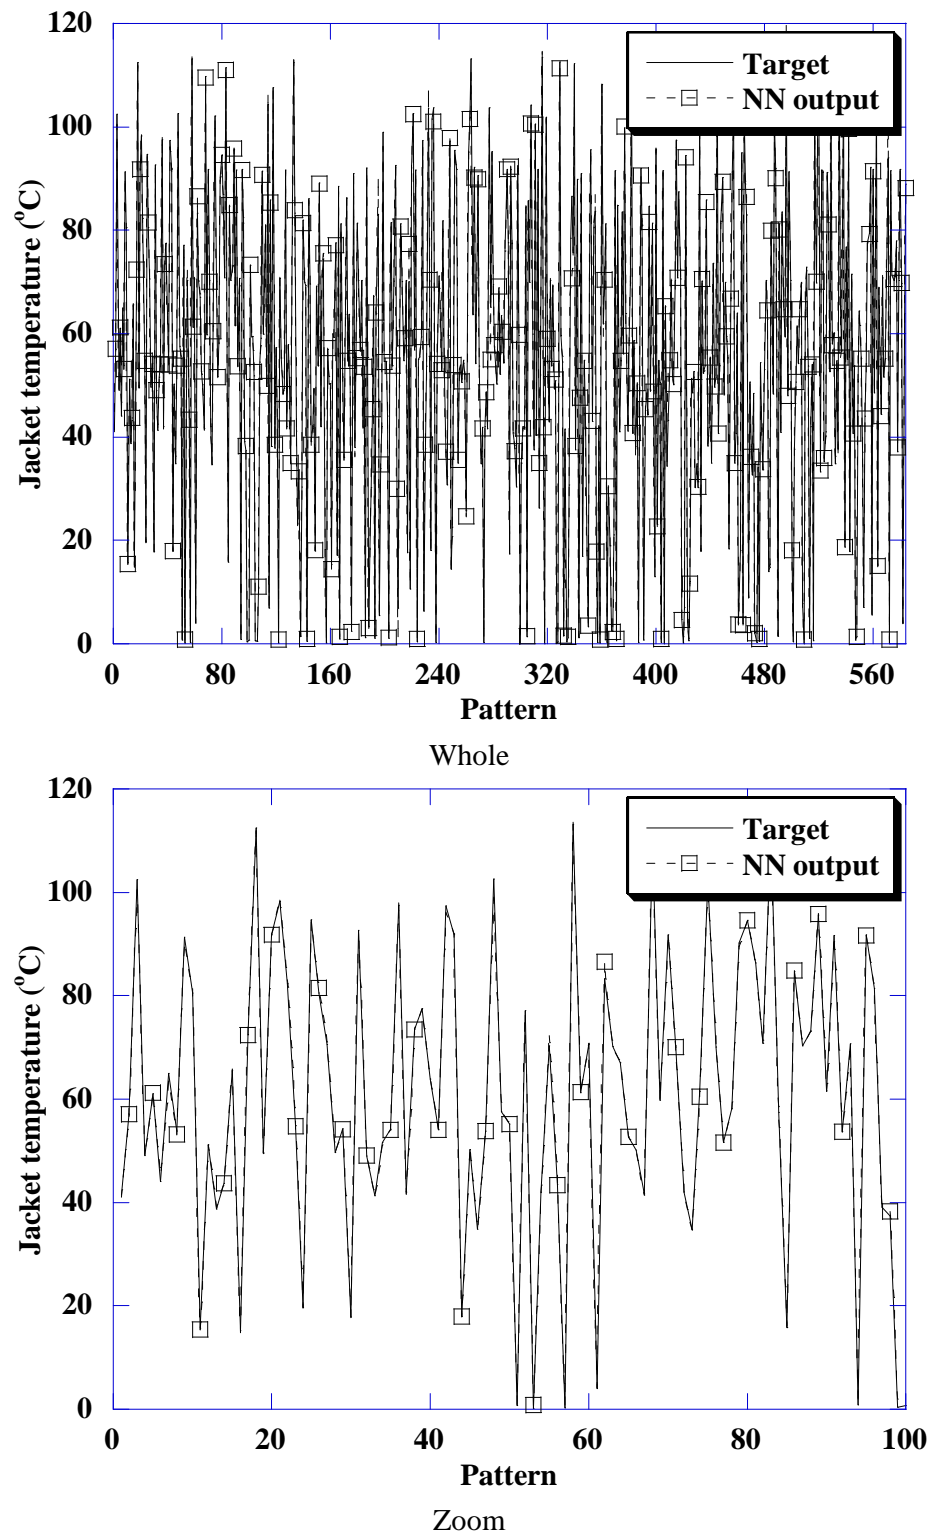 120
100
80
60
40
20
0
Jacket temperature (°C)
Target
NN output
0 80 160 240 320 400 480 560
Pattern
Whole
120
100
80
60
40
20
0
Jacket temperature (°C)
Target
NN output
0 20 40 60 80 100
Pattern
Zoom